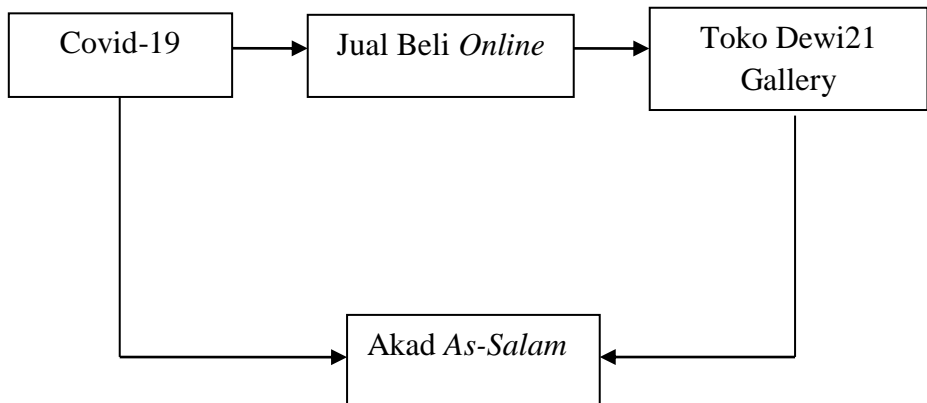 Covid-19
Jual Beli Online
Toko Dewi21
Gallery
Akad As-Salam